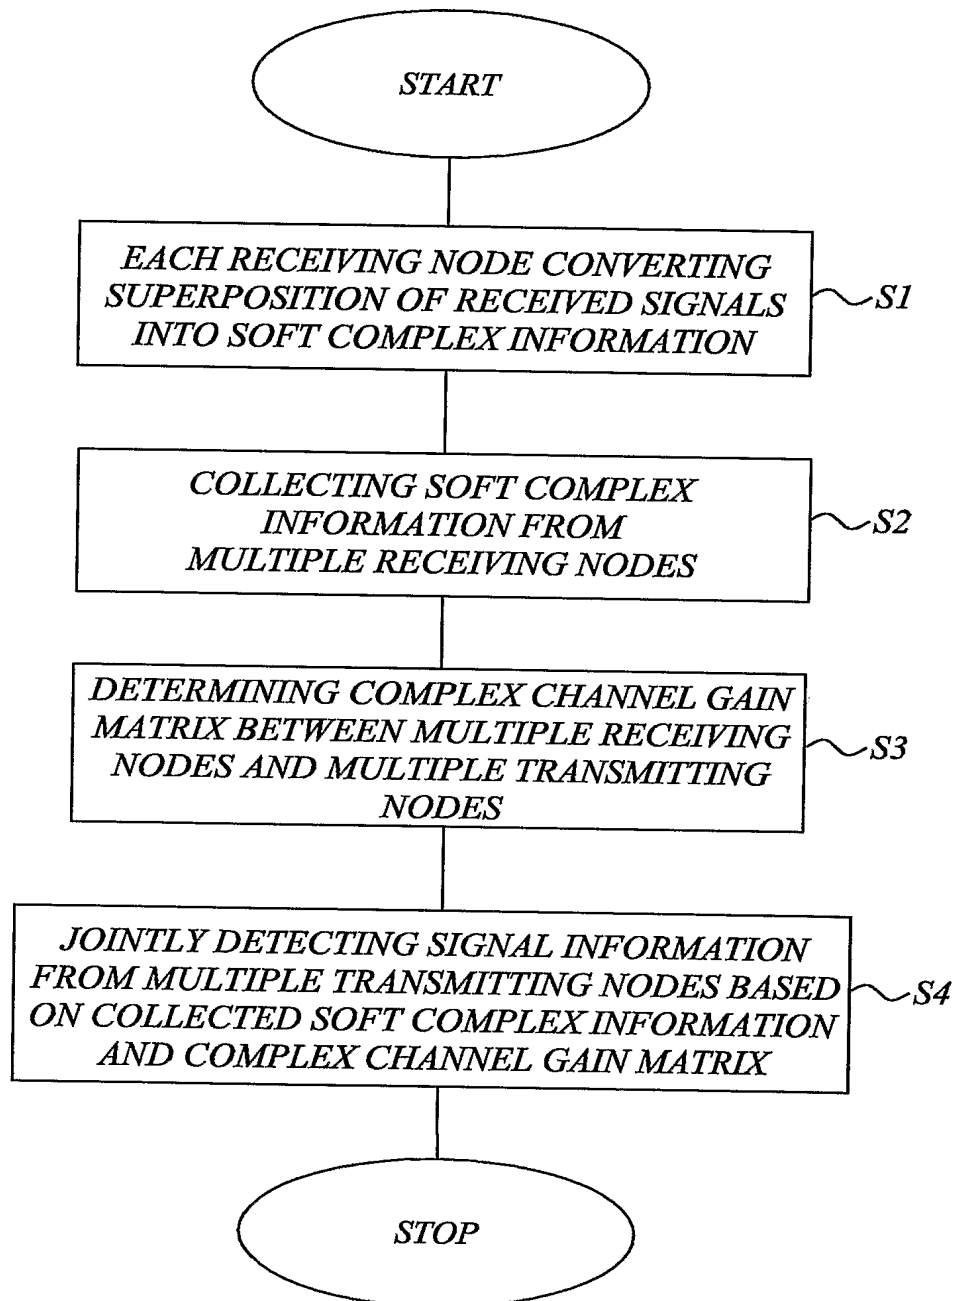 START
EACH RECEIVING NODE CONVERTING
SUPERPOSITION OF RECEIVED SIGNALS
INTO SOFT COMPLEX INFORMATION
S1
COLLECTING SOFT COMPLEX
INFORMATION FROM
MULTIPLE RECEIVING NODES
S2
DETERMINING COMPLEX CHANNEL GAIN
MATRIX BETWEEN MULTIPLE RECEIVING
NODES AND MULTIPLE TRANSMITTING
NODES
S3
JOINTLY DETECTING SIGNAL INFORMATION
FROM MULTIPLE TRANSMITTING NODES BASED
ON COLLECTED SOFT COMPLEX INFORMATION
AND COMPLEX CHANNEL GAIN MATRIX
S4
STOP